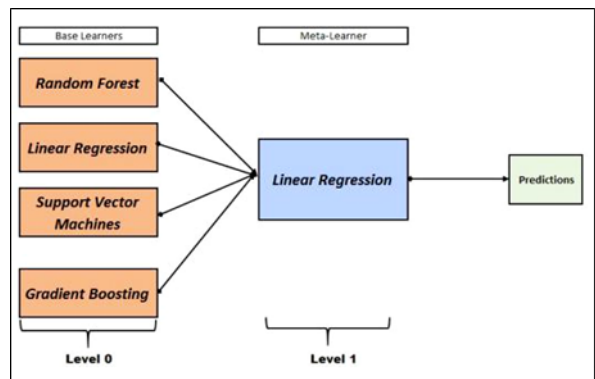 Base Learners
Meta-Learner
Random Forest
Linear Regression
Support Vector
Machines
Gradient Boosting
Linear Regression
Predictions
Level 0
Level 1